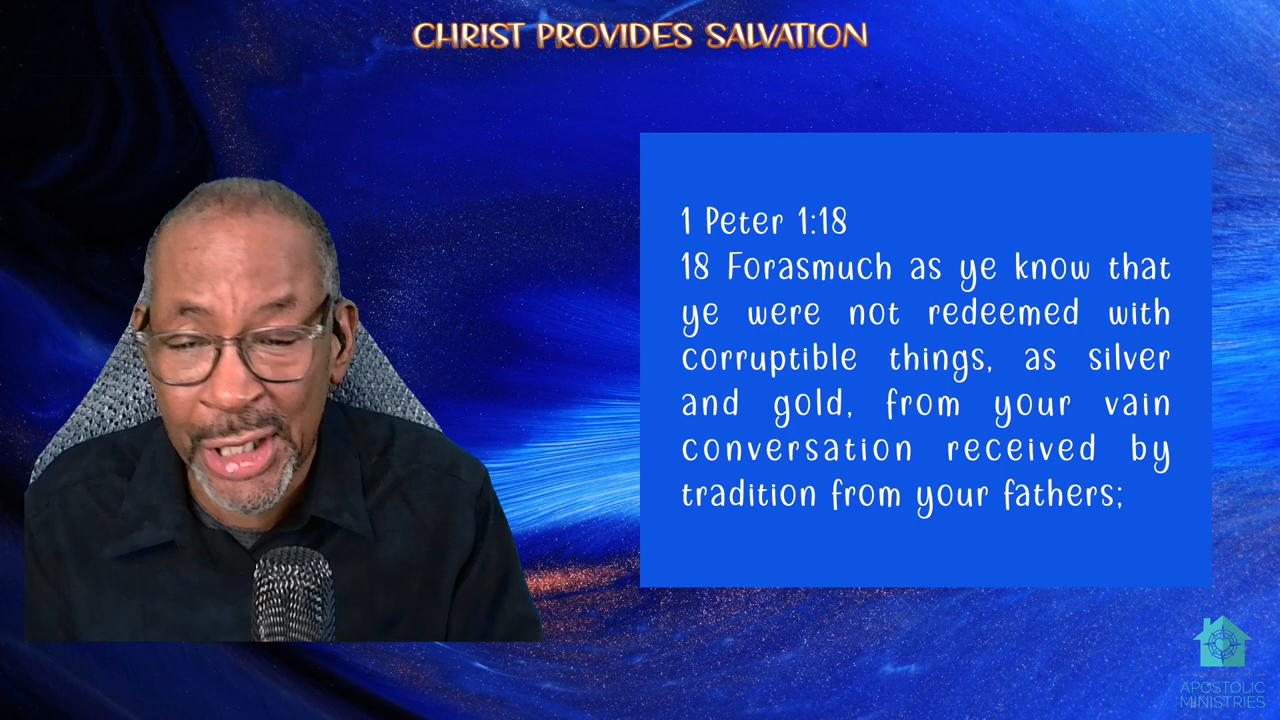 CHRIST PROVIDES SALVATION
1 Peter 1:18
18 Forasmuch as ye know that
ye were not redeemed with
corruptible things, as silver
and gold, from your vain
conversation received by
tradition from your fathers;
APOSTOLIC
MINISTRIES